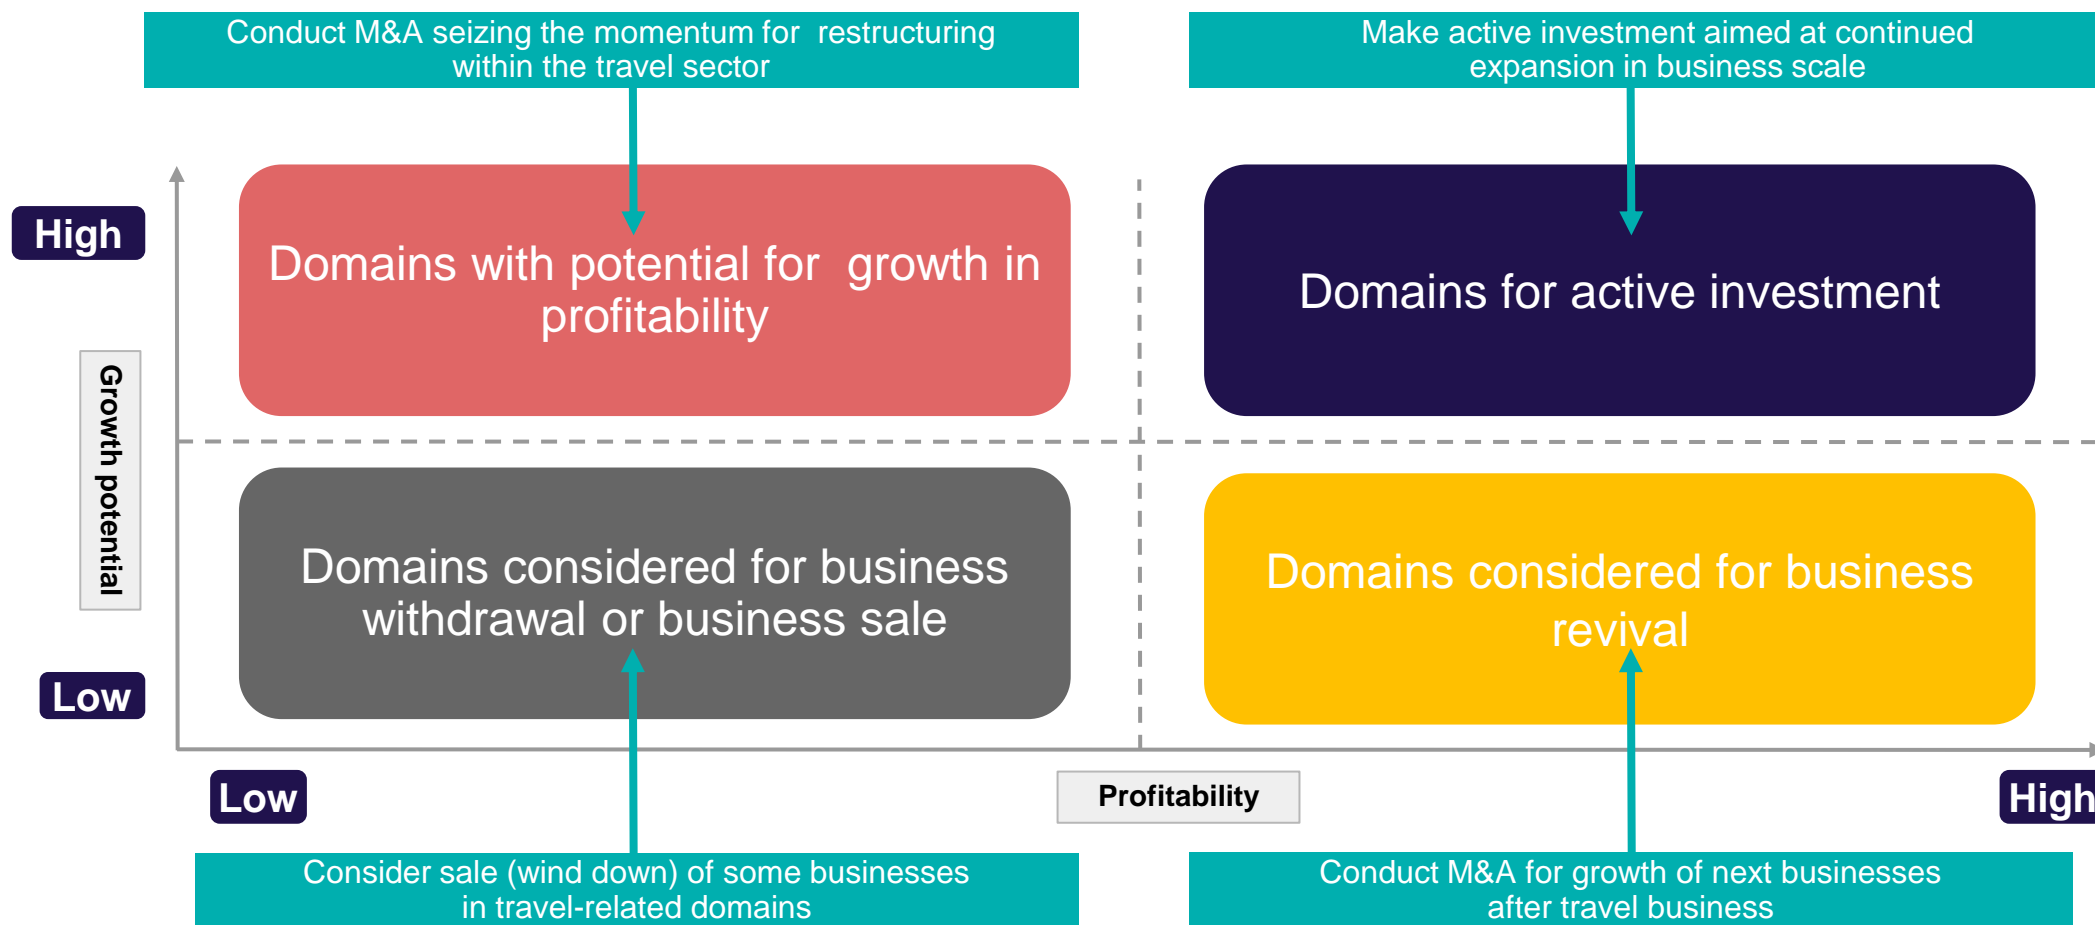 Conduct M&A seizing the momentum for restructuring
within the travel sector
Make active investment aimed at continued
expansion in business scale
High
Domains with potential for growth in
profitability
Domains for active investment
Growth potential
Domains considered for business
withdrawal or business sale
Domains considered for business
revival
Low
Low
Profitability
High
Consider sale (wind down) of some businesses
in travel-related domains
Conduct M&A for growth of next businesses
after travel business